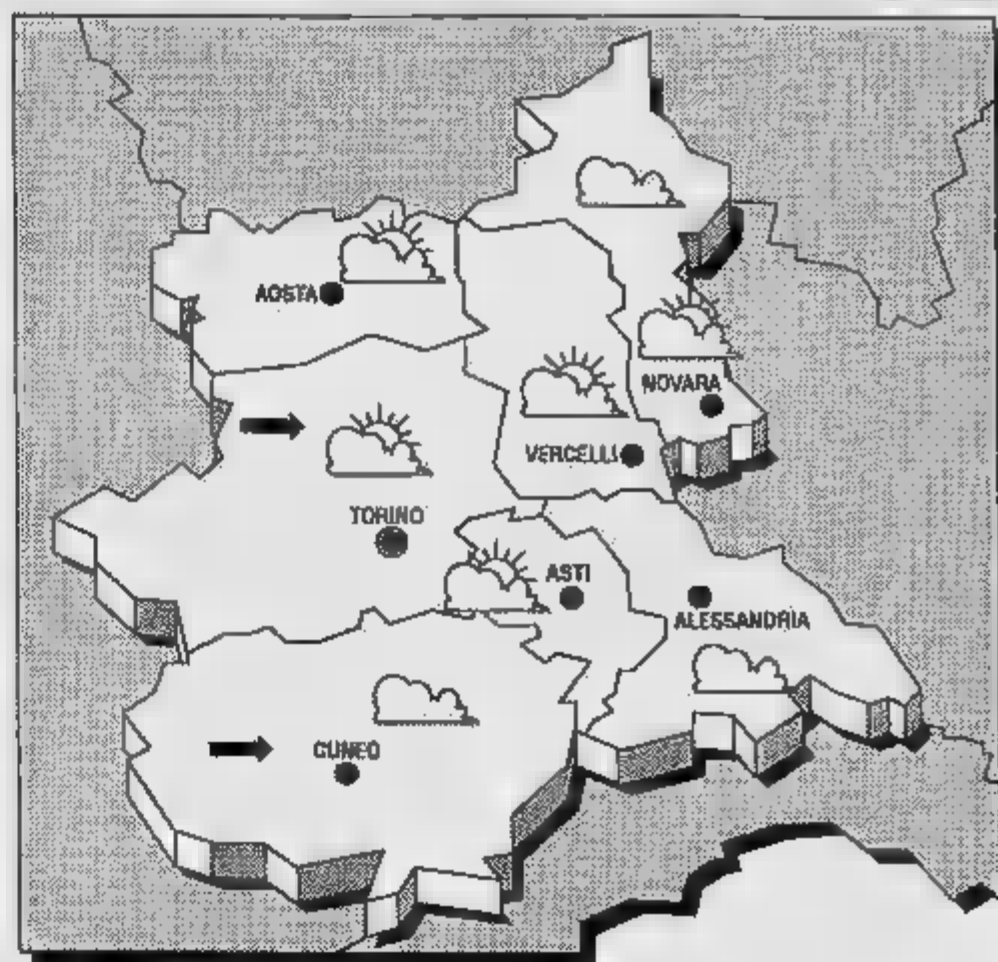 AOSTA
NOVARA
VERCELLI
TORINO
ASTI
ALESSANDRIA
CUNEO